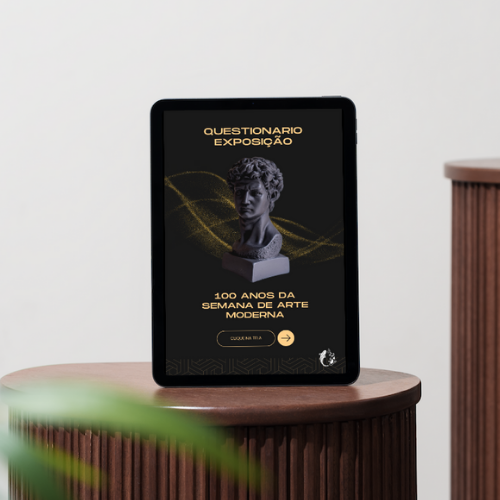 QUESTIONARIO
EXPOSIÇÃO
100 ANOS DA
SEMANA DE ARTE
MODERNA